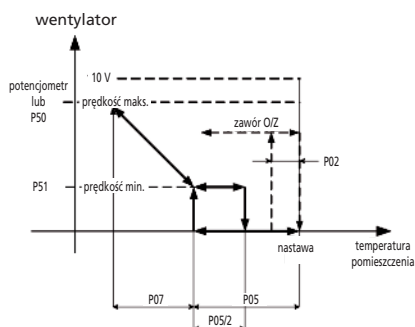 wentylator
10 V
potencjometr
lub
P50
prędkość maks.
zawór O/Z
P02
P51
prędkość min.
nastawa
temperatura
pomieszczenia
P07
P05
P05/2